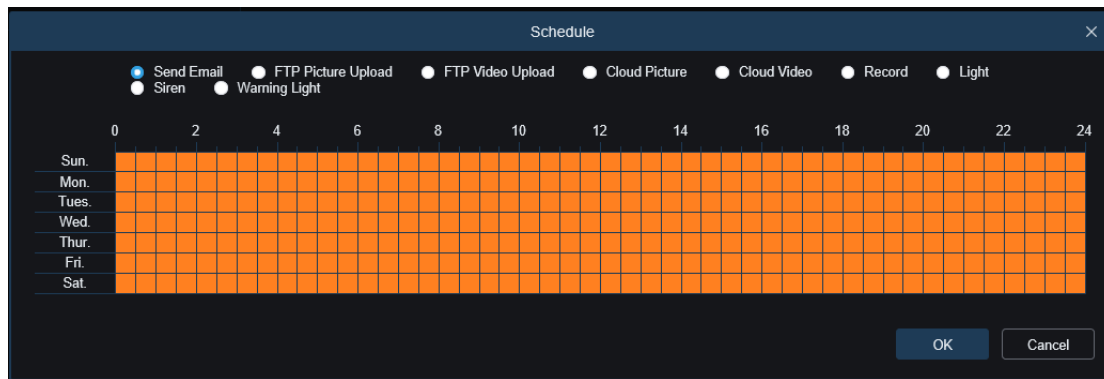 Schedule
Send Email FTP Picture Upload FTP Video Upload Cloud Picture Cloud Video Record Light
Siren Warning Light
0 2 4 6 8 10 12 14 16 18 20 22 24
Sun.
Mon.
Tues.
Wed.
Thur.
Fri.
Sat.
OK Cancel